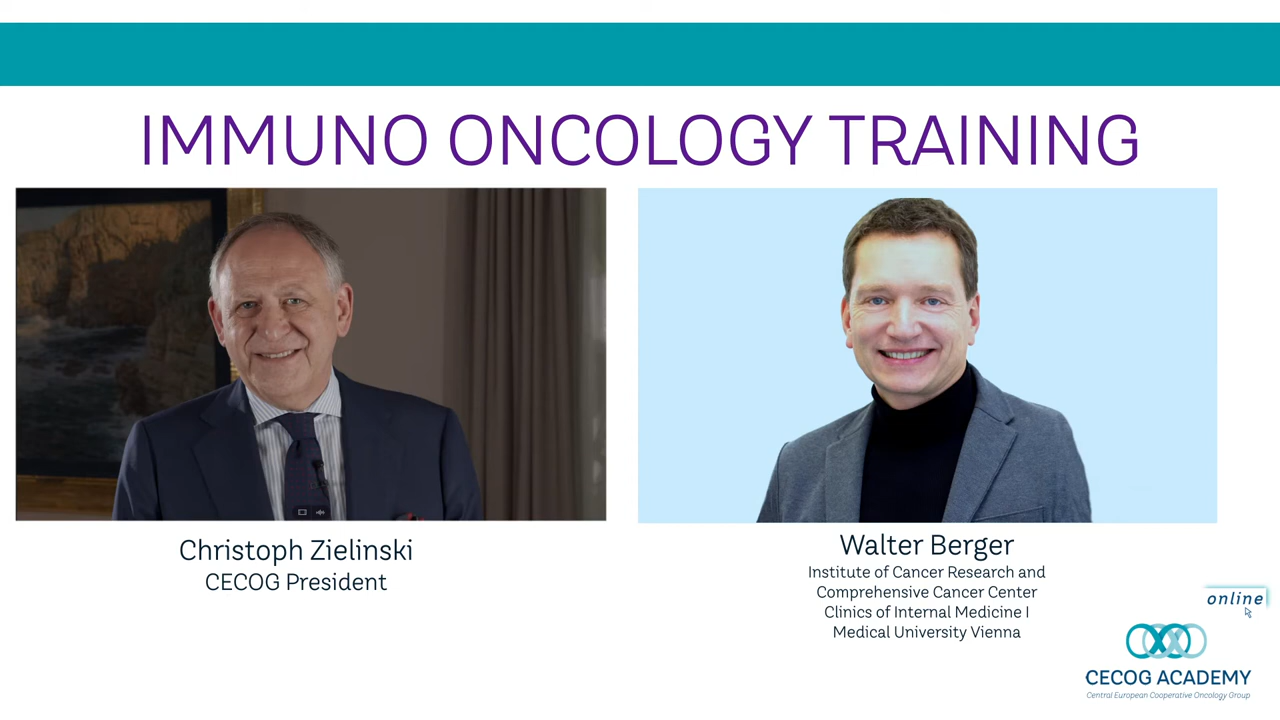 IMMUNO ONCOLOGY TRAINING
Christoph Zielinski
CECOG President
Walter Berger
Institute of Cancer Research and
Comprehensive Cancer Center
Clinics of Internal Medicine I
Medical University Vienna
online
CECOG ACADEMY
Central European Cooperative Oncology Group